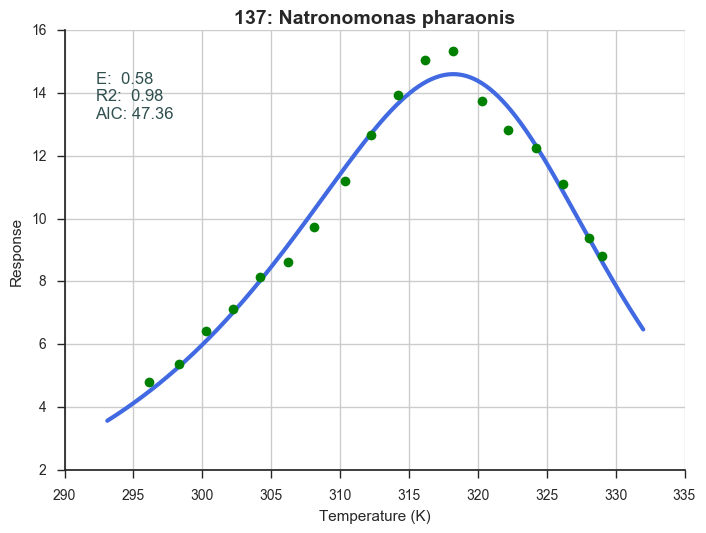 137: Natronomonas pharaonis
E:  0.58
R2:  0.98
AIC: 47.36
16
14
12
10
8
6
4
2
Response
290 295 300 305 310 315 320 325 330 335
Temperature (K)